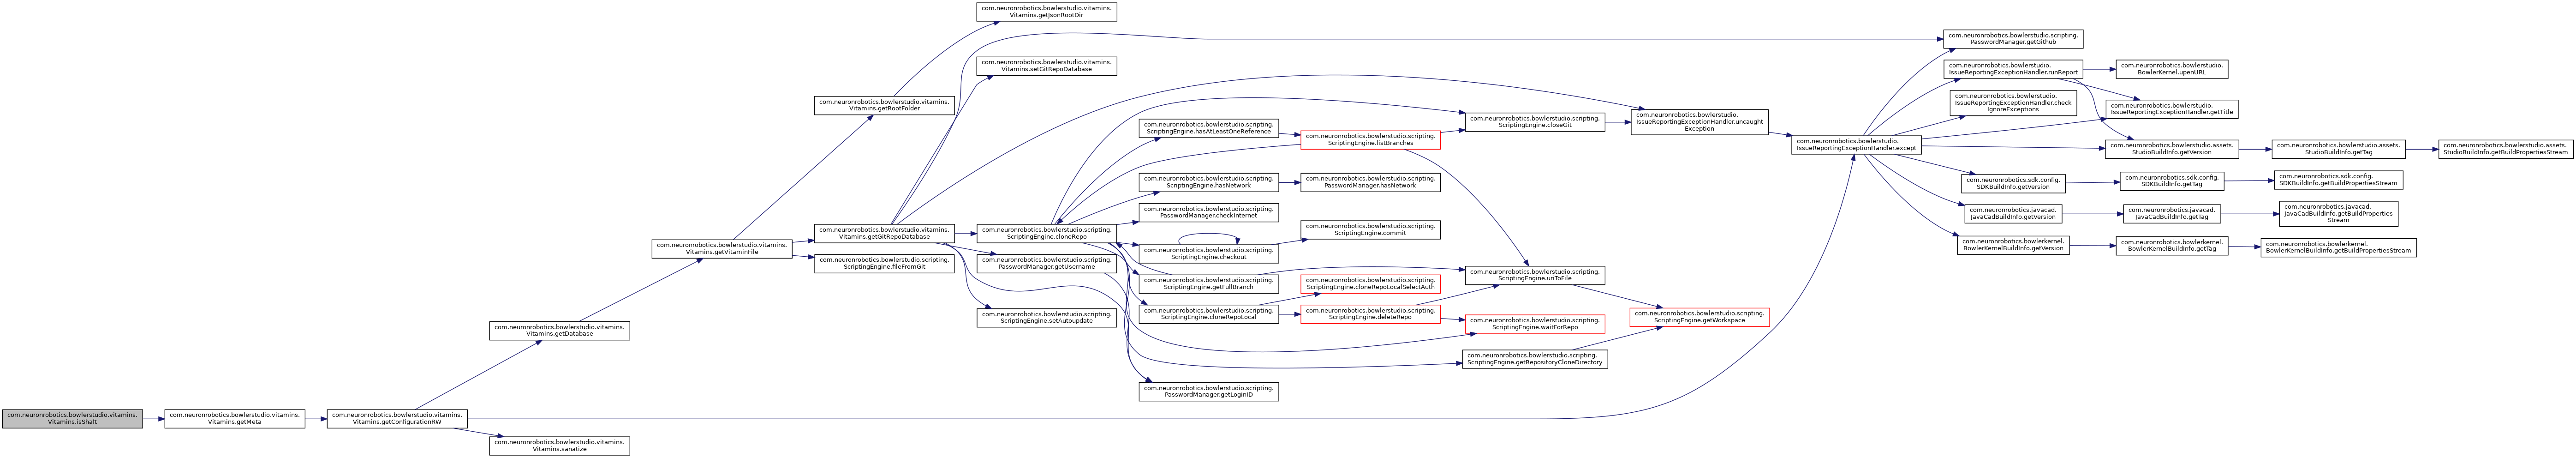 com.neuronrobotics.bowlerstudio.vitamins.
Vitamins.isShaft
com.neuronrobotics.bowlerstudio.vitamins.
Vitamins.getMeta
com.neuronrobotics.bowlerstudio.vitamins.
Vitamins.getConfigurationRW
com.neuronrobotics.bowlerstudio.vitamins.
Vitamins.getDatabase
com.neuronrobotics.bowlerstudio.vitamins.
Vitamins.sanatize
com.neuronrobotics.bowlerstudio.vitamins.
Vitamins.getVitaminFile
com.neuronrobotics.bowlerstudio.vitamins.
Vitamins.getRootFolder
com.neuronrobotics.bowlerstudio.vitamins.
Vitamins.getGitRepoDatabase
com.neuronrobotics.bowlerstudio.scripting.
ScriptingEngine.fileFromGit
com.neuronrobotics.bowlerstudio.vitamins.
Vitamins.getJsonRootDir
com.neuronrobotics.bowlerstudio.vitamins.
Vitamins.setGitRepoDatabase
com.neuronrobotics.bowlerstudio.scripting.
ScriptingEngine.cloneRepo
com.neuronrobotics.bowlerstudio.scripting.
PasswordManager.getUsername
com.neuronrobotics.bowlerstudio.scripting.
ScriptingEngine.setAutoupdate
com.neuronrobotics.bowlerstudio.scripting.
ScriptingEngine.hasAtLeastOneReference
com.neuronrobotics.bowlerstudio.scripting.
ScriptingEngine.hasNetwork
com.neuronrobotics.bowlerstudio.scripting.
PasswordManager.checkInternet
com.neuronrobotics.bowlerstudio.scripting.
ScriptingEngine.checkout
com.neuronrobotics.bowlerstudio.scripting.
ScriptingEngine.getFullBranch
com.neuronrobotics.bowlerstudio.scripting.
ScriptingEngine.cloneRepoLocal
com.neuronrobotics.bowlerstudio.scripting.
PasswordManager.getLoginID
com.neuronrobotics.bowlerstudio.scripting.
ScriptingEngine.listBranches
com.neuronrobotics.bowlerstudio.scripting.
PasswordManager.hasNetwork
com.neuronrobotics.bowlerstudio.scripting.
ScriptingEngine.commit
com.neuronrobotics.bowlerstudio.scripting.
ScriptingEngine.cloneRepoLocalSelectAuth
com.neuronrobotics.bowlerstudio.scripting.
ScriptingEngine.deleteRepo
com.neuronrobotics.bowlerstudio.scripting.
ScriptingEngine.closeGit
com.neuronrobotics.bowlerstudio.scripting.
ScriptingEngine.urlToFile
com.neuronrobotics.bowlerstudio.scripting.
ScriptingEngine.waitForRepo
com.neuronrobotics.bowlerstudio.scripting.
ScriptingEngine.getRepositoryCloneDirectory
com.neuronrobotics.bowlerstudio.
IssueReportingExceptionHandler.uncaught
Exception
com.neuronrobotics.bowlerstudio.scripting.
ScriptingEngine.getWorkspace
com.neuronrobotics.bowlerstudio.
IssueReportingExceptionHandler.except
com.neuronrobotics.bowlerstudio.scripting.
PasswordManager.getGithub
com.neuronrobotics.bowlerstudio.
IssueReportingExceptionHandler.runReport
com.neuronrobotics.bowlerstudio.
IssueReportingExceptionHandler.check
IgnoreExceptions
com.neuronrobotics.sdk.config.
SDKBuildInfo.getVersion
com.neuronrobotics.javacad.
JavaCadBuildInfo.getVersion
com.neuronrobotics.bowlerkernel.
BowlerKernelBuildInfo.getVersion
com.neuronrobotics.bowlerstudio.
BowlerKernel.upenURL
com.neuronrobotics.bowlerstudio.
IssueReportingExceptionHandler.getTitle
com.neuronrobotics.bowlerstudio.assets.
StudioBuildInfo.getVersion
com.neuronrobotics.sdk.config.
SDKBuildInfo.getTag
com.neuronrobotics.javacad.
JavaCadBuildInfo.getTag
com.neuronrobotics.bowlerkernel.
BowlerKernelBuildInfo.getTag
com.neuronrobotics.bowlerstudio.assets.
StudioBuildInfo.getTag
com.neuronrobotics.sdk.config.
SDKBuildInfo.getBuildPropertiesStream
com.neuronrobotics.javacad.
JavaCadBuildInfo.getBuildProperties
Stream
com.neuronrobotics.bowlerkernel.
BowlerKernelBuildInfo.getBuildPropertiesStream
com.neuronrobotics.bowlerstudio.assets.
StudioBuildInfo.getBuildPropertiesStream